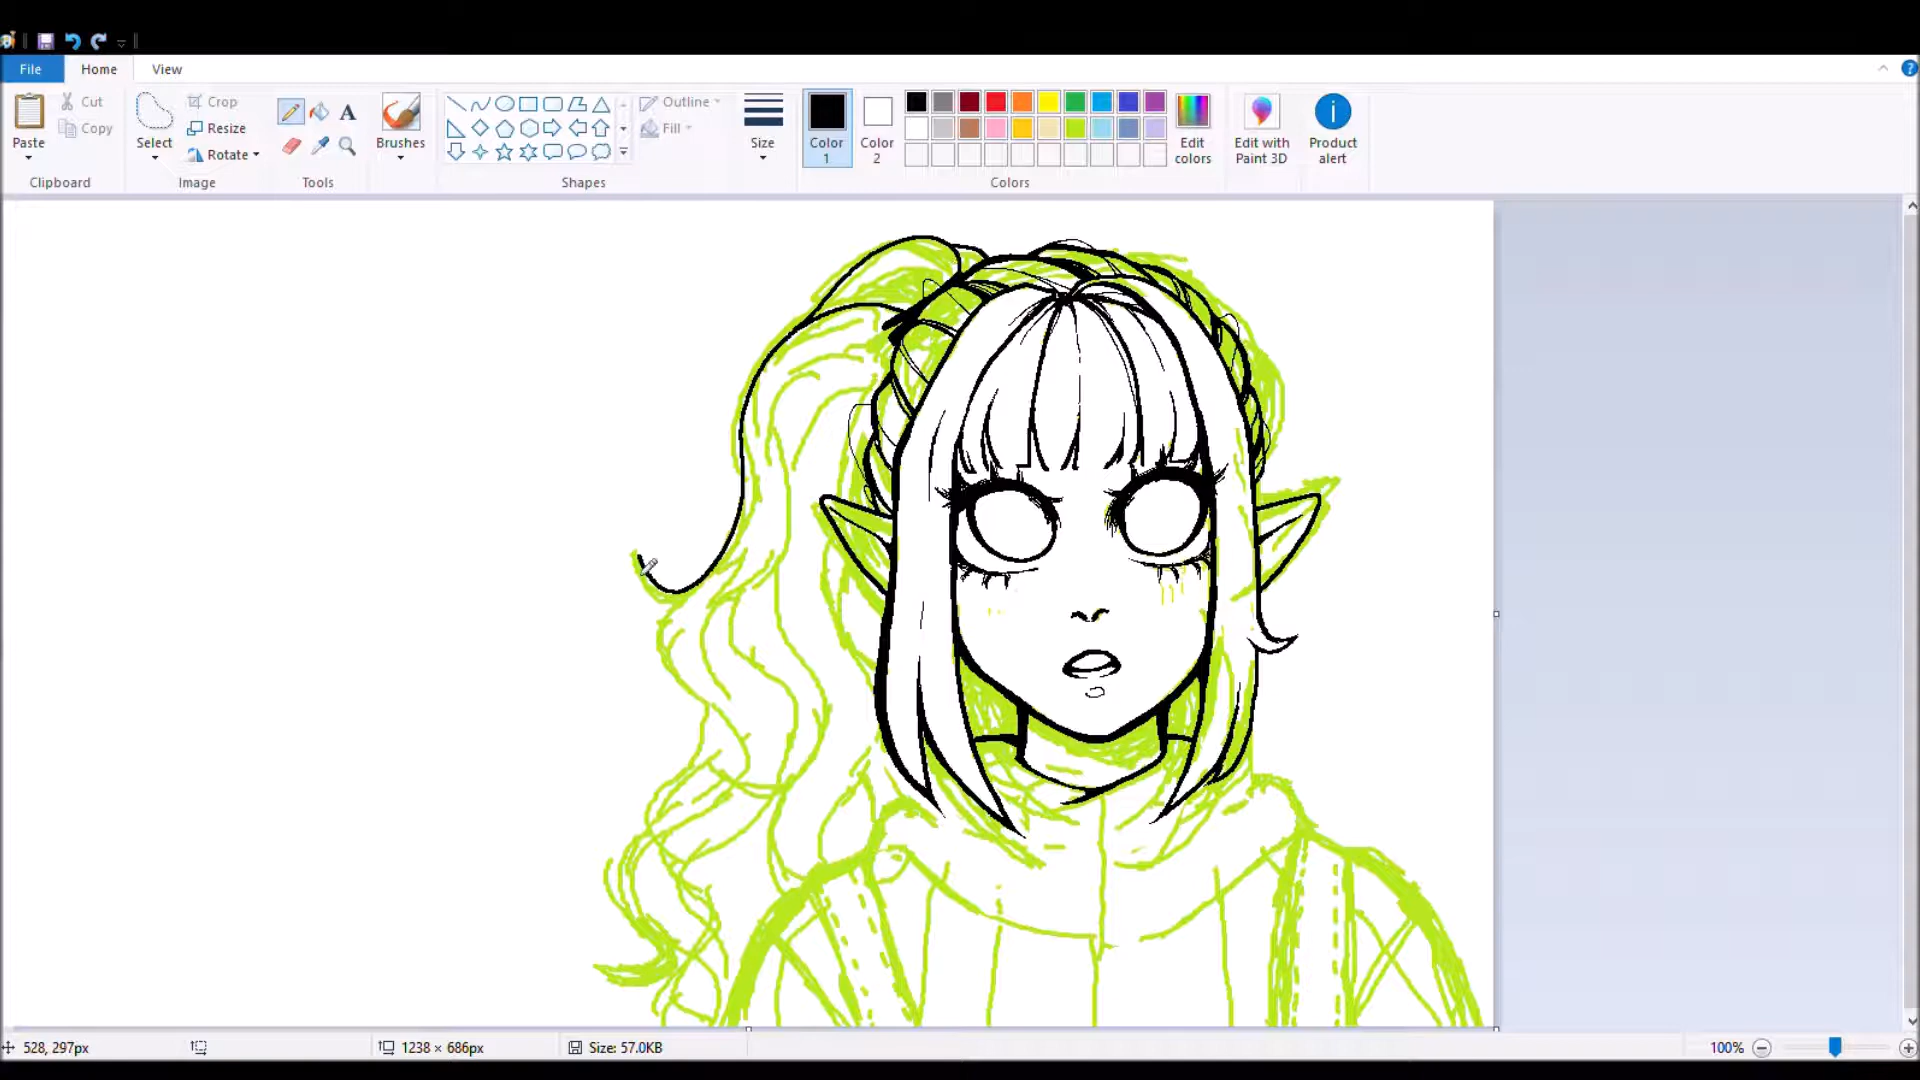 File Home View
Paste
Cut
Copy
Clipboard
Select
Crop
Resize
Rotate
Image
A
Tools
Brushes
Shapes
Outline
Fill
Size
Color
1
Color
2
Colors
Edit
colors
Edit with
Paint 3D
Product
alert
528, 297px
1238 × 686px
Size: 57.0KB
100%